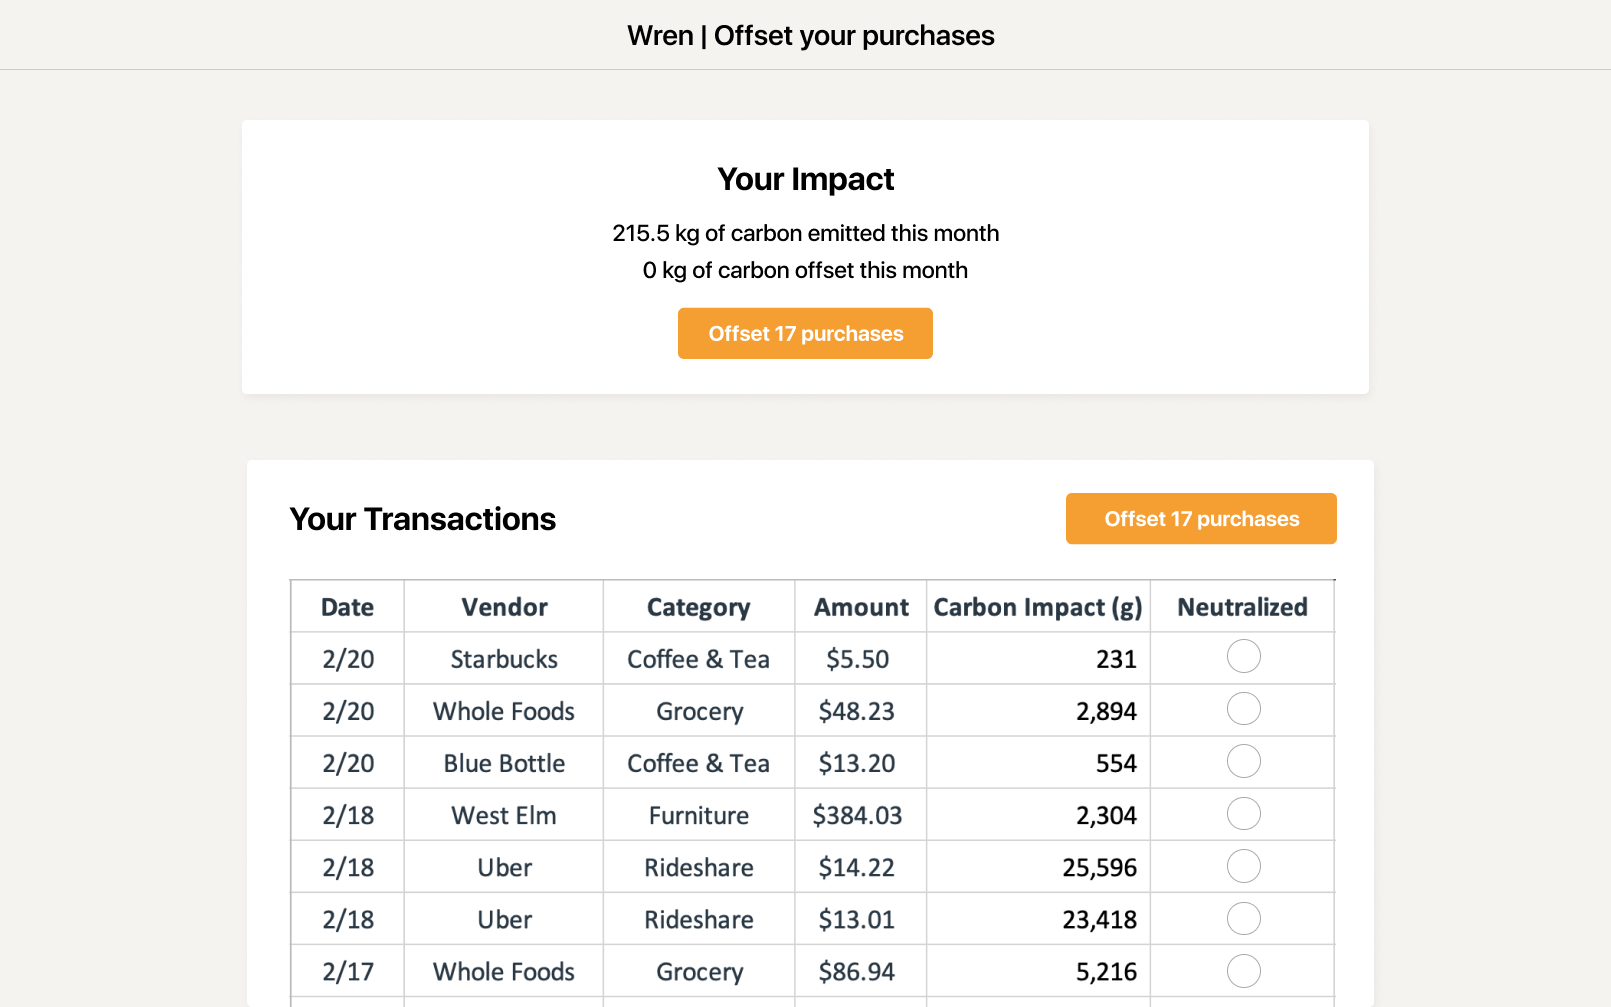 Wren | Offset your purchases
Your Impact
215.5 kg of carbon emitted this month
0 kg of carbon offset this month
Offset 17 purchases
Your Transactions
Offset 17 purchases
Date Vendor Category Amount Carbon Impact (g) Neutralized
2/20 Starbucks Coffee & Tea $5.50 231
2/20 Whole Foods Grocery $48.23 2,894
2/20 Blue Bottle Coffee & Tea $13.20 554
2/18 West Elm Furniture $384.03 2,304
2/18 Uber Rideshare $14.22 25,596
2/18 Uber Rideshare $13.01 23,418
2/17 Whole Foods Grocery $86.94 5,216